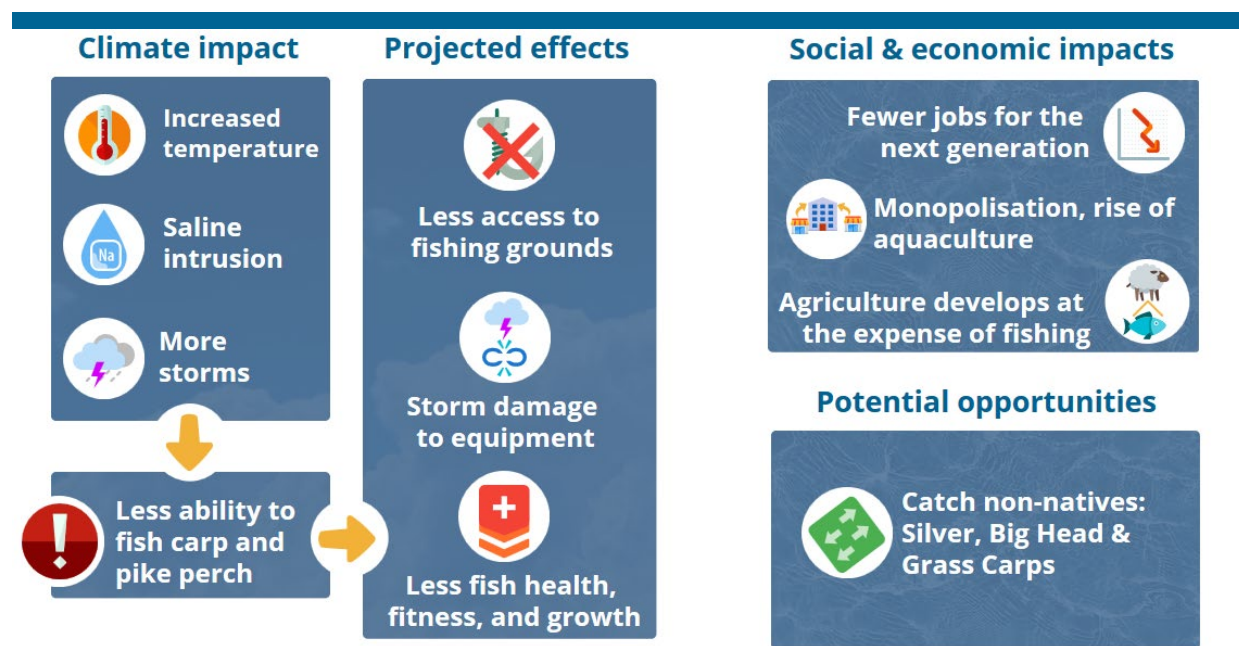 Climate impact
Increased
temperature
Na
Saline
intrusion
More
storms
Less ability to
fish carp and
pike perch
Projected effects
Less access to
fishing grounds
Storm damage
to equipment
Less fish health,
fitness, and growth
Social & economic impacts
Fewer jobs for the
next generation
Monopolisation, rise of
aquaculture
Agriculture develops at
the expense of fishing
Potential opportunities
Catch non-natives:
Silver, Big Head &
Grass Carps